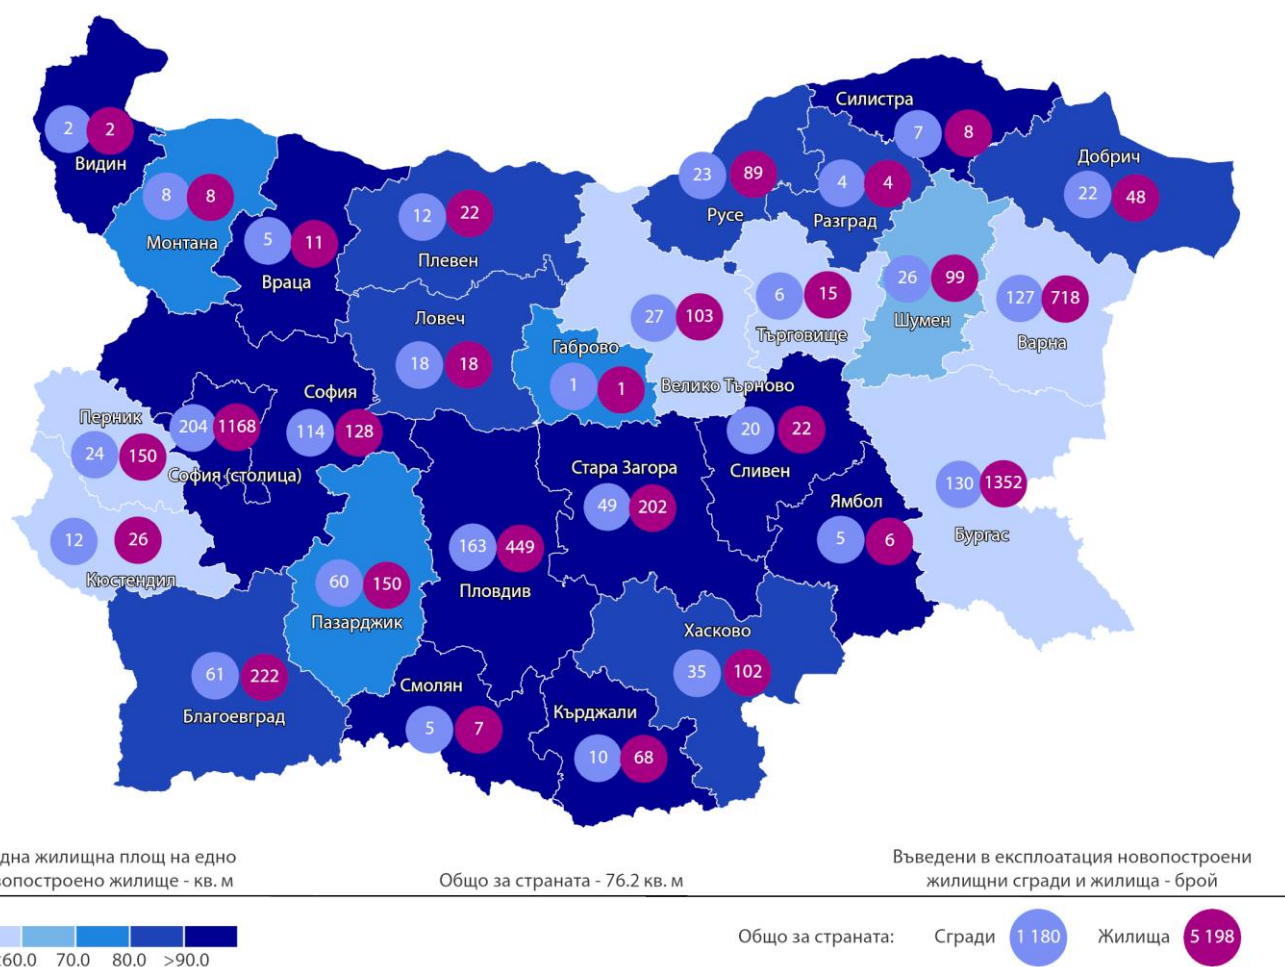 Силистра
7 8
2 2
Видин
Добрич
22 48
23 89
Русе
4 4
Разград
8 8
Монтана
12 22
Плевен
5 11
Враца
26 99
Шумен
127 718
Варна
6 15
Търговище
27 103
Велико Търново
Ловеч
18 18
Габрово
1 1
София
114 128
204 1168
София (столица)
Перник
24 150
20 22
Сливен
Стара Загора
49 202
130 1352
Бургас
Ямбол
5 6
12 26
Кюстендил
163 449
Пловдив
60 150
Пазарджик
Хасково
35 102
61 222
Благоевград
Смолян
5 7
Кърджали
10 68
дна жилищна площ на едно
вопостроено жилище - кв. м
Общо за страната - 76.2 кв. м
Въведени в експлоатация новопостроени
жилищни сгради и жилища - брой
<60.0 70.0 80.0 >90.0
Общо за страната: Сгради 1 180 Жилища 5 198